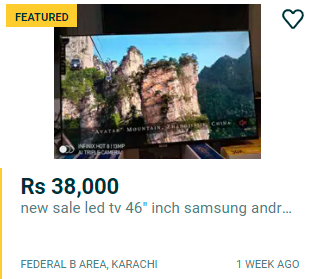 FEATURED
"AVATAR" MOUNTAIN, ZHANGJIAJIE, CHINA
INFINIX HOT 8 | 13MP
AI TRIPLE CAMERA
Rs 38,000
new sale led tv 46" inch samsung andr...
FEDERAL B AREA, KARACHI
1 WEEK AGO